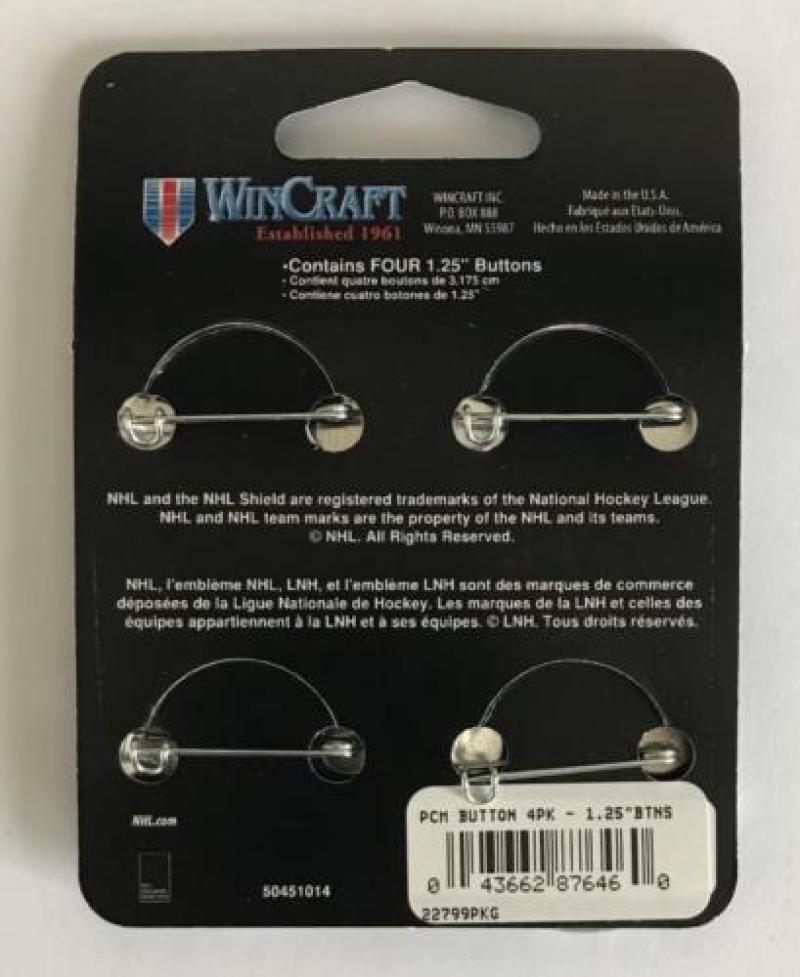 WINCRAFT
Established 1961
WINCRAFT INC.
P.O. BOX 888
Winona, MN 55987
Made in the U.S.A.
Fabriqué aux États-Unis.
Hecho en los Estados Unidos de América
•Contains FOUR 1.25" Buttons
• Contient quatre boutons de 3,175 cm
• Contiene cuatro botones de 1.25"
NHL and the NHL Shield are registered trademarks of the National Hockey League.
NHL and NHL team marks are the property of the NHL and its teams.
© NHL. All Rights Reserved.
NHL, l'emblème NHL, LNH, et l'emblème LNH sont des marques de commerce
déposées de la Ligue Nationale de Hockey. Les marques de la LNH et celles des
équipes appartiennent à la LNH et à ses équipes. © LNH. Tous droits réservés.
NHL.com
50451014
PCM BUTTON 4PK - 1.25"BTNS
0 43662 87646 0
22799PKG